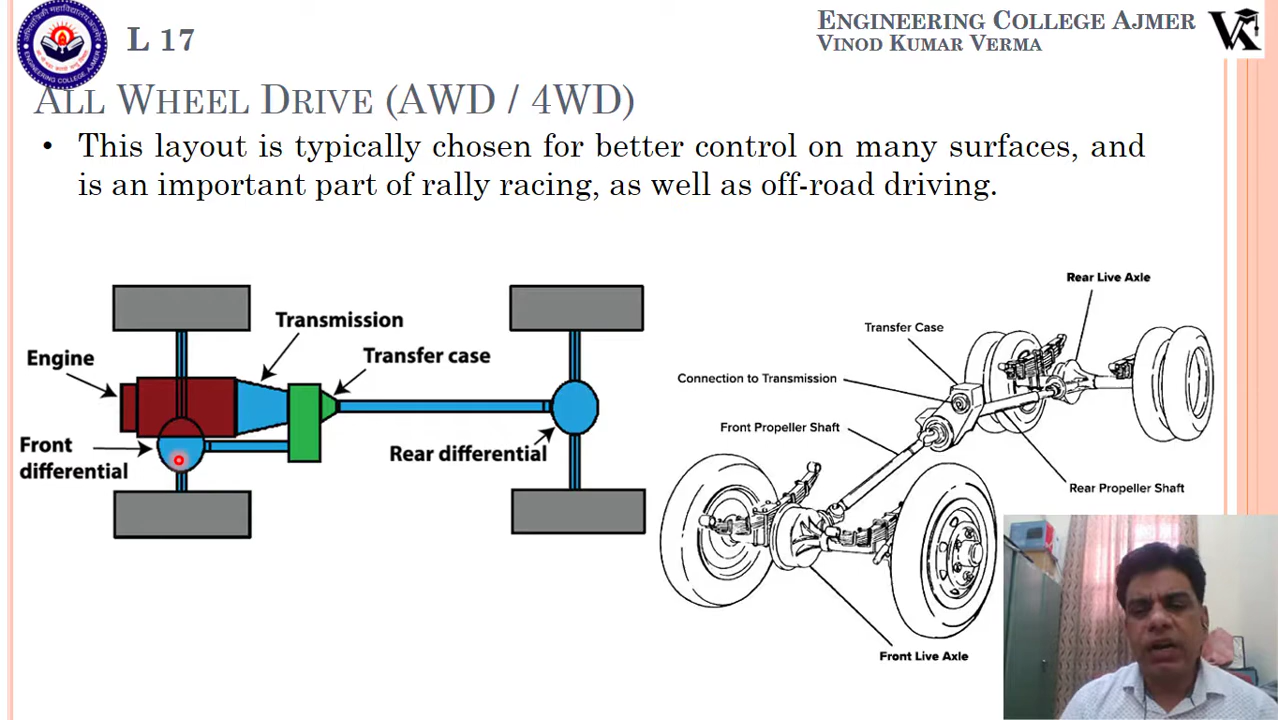 L 17
ENGINEERING COLLEGE AJMER
VINOD KUMAR VERMA
ALL WHEEL DRIVE (AWD / 4WD)
• This layout is typically chosen for better control on many surfaces, and
is an important part of rally racing, as well as off-road driving.
Transmission
Engine
Transfer case
Front
differential
Rear differential
Rear Live Axle
Transfer Case
Connection to Transmission
Front Propeller Shaft
Rear Propeller Shaft
Front Live Axle